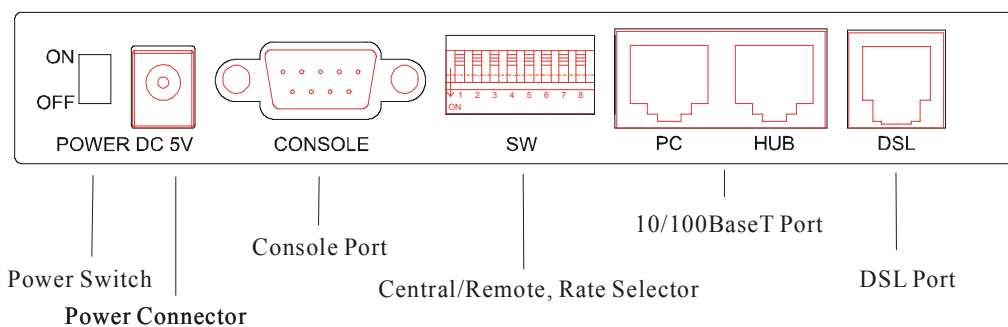 ON
OFF
1 2 3 4 5 6 7 8
ON
POWER DC 5V CONSOLE SW PC HUB DSL
10/100BaseT Port
Console Port
Power Switch Central/Remote, Rate Selector DSL Port
Power Connector